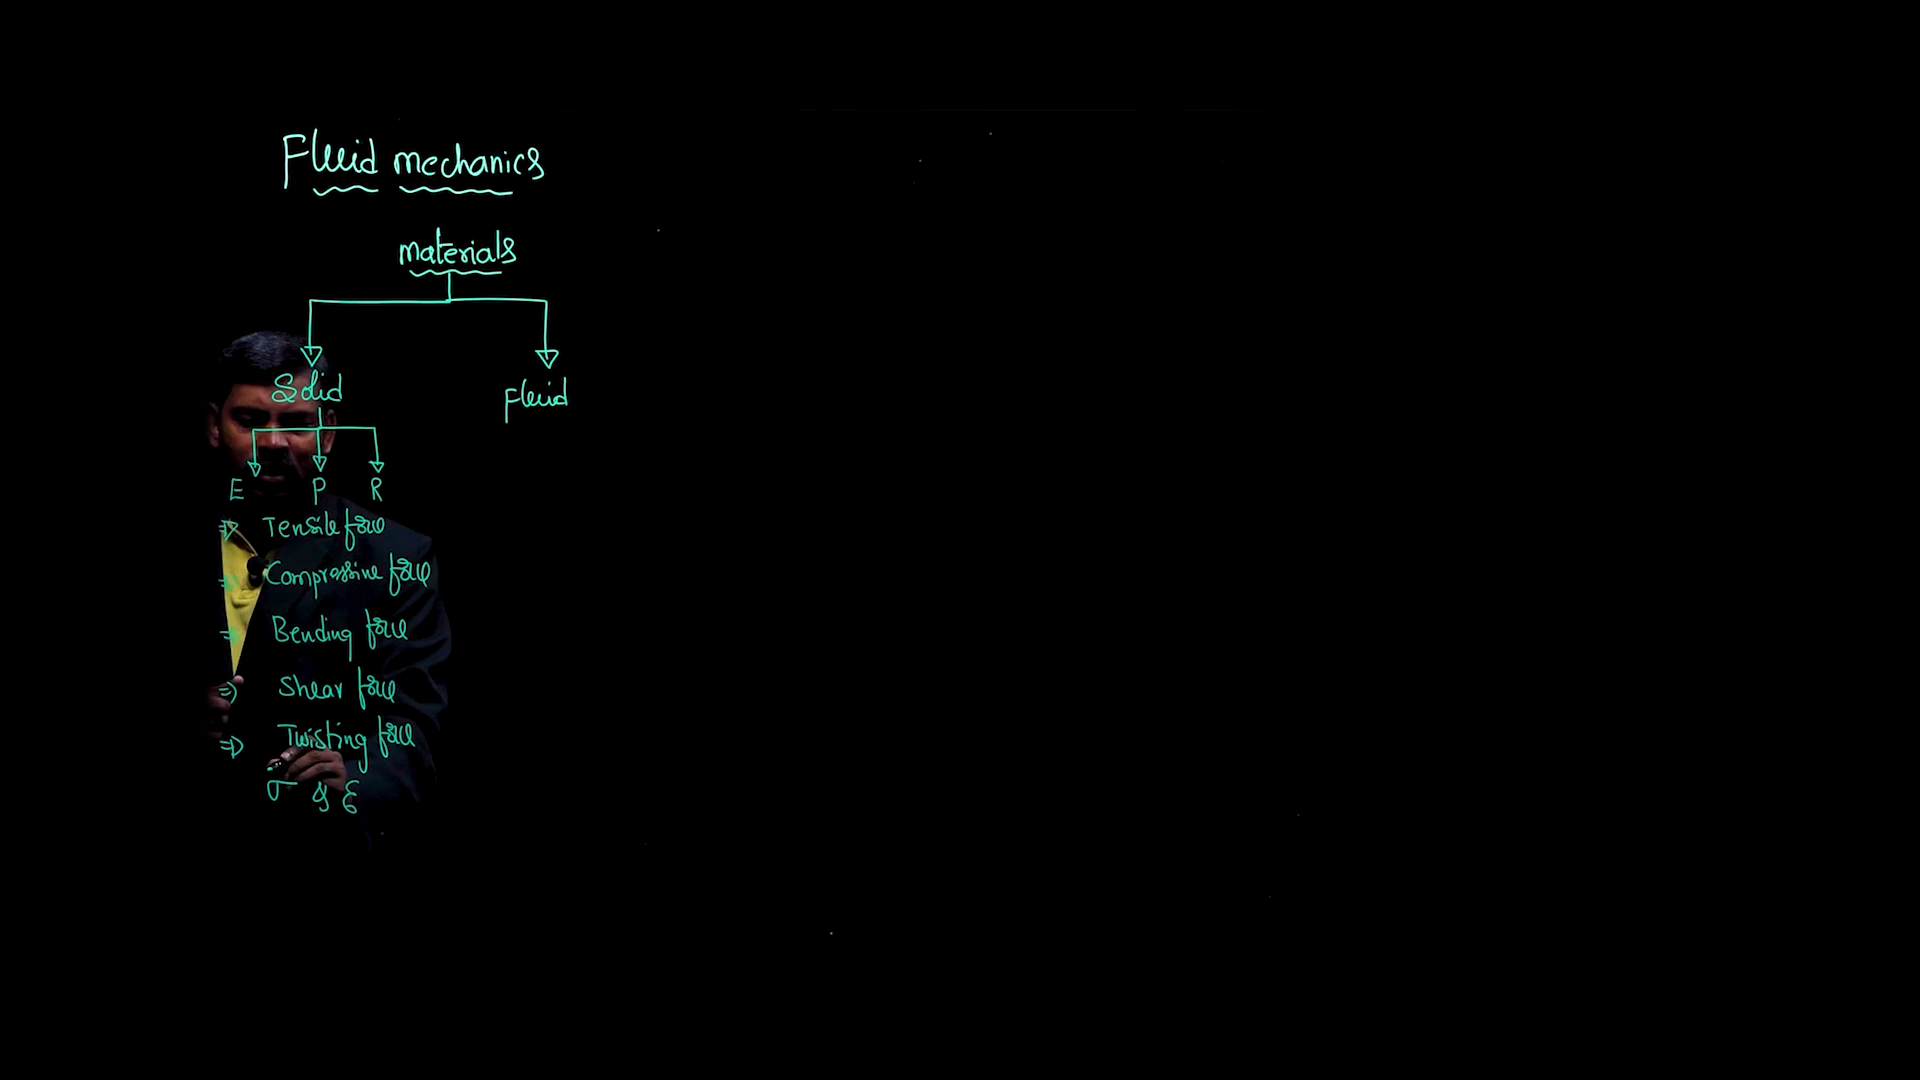 Fluid mechanics
materials
Solid Fluid
E P R
⇒ Tensile force
⇒ Compressive force
⇒ Bending force
⇒ Shear force
⇒ Twisting force
σ & ε